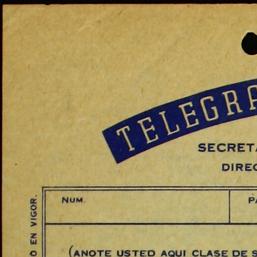 TELEGRA
SECRETA
DIREC
NUM.
PA
(ANOTE USTED AQUI CLASE DE S
O EN VIGOR.